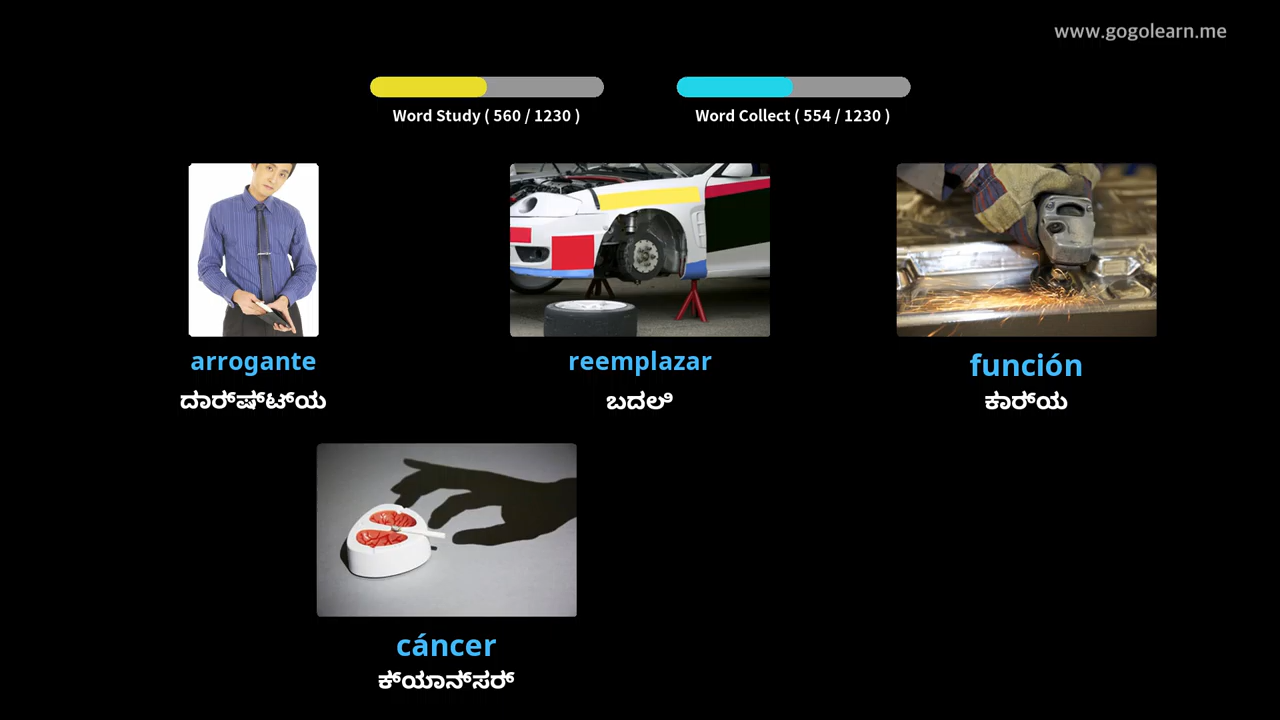 www.gogolearn.me
Word Study ( 560 / 1230 )
Word Collect ( 554 / 1230 )
arrogante
ದಾರ್‌ಷ್‌ಟ್‌ಯ
reemplazar
ಬದಲಿ
función
ಕಾರ್‌ಯ
cáncer
ಕ್‌ಯಾನ್‌ಸರ್